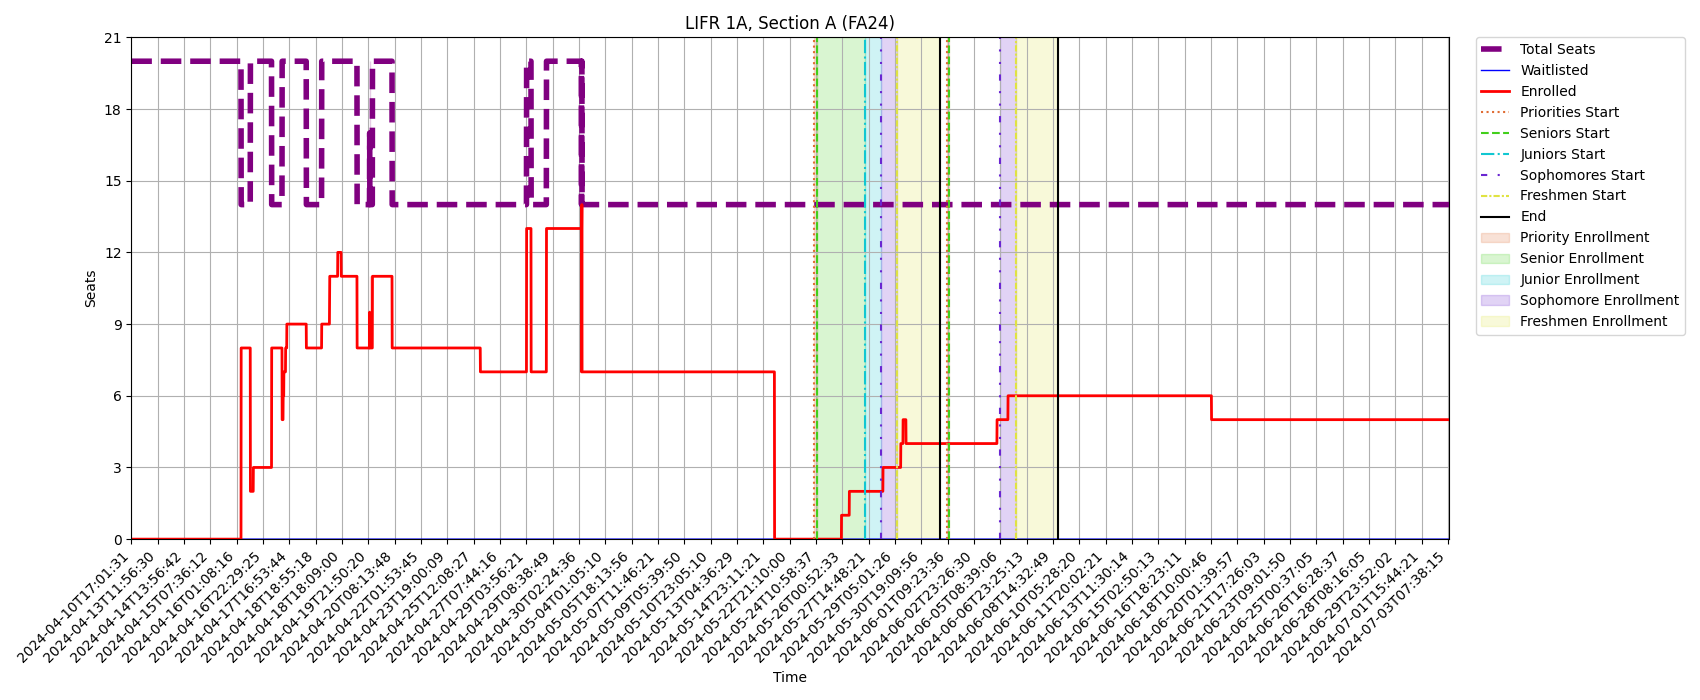 LIFR 1A, Section A (FA24)
21
18
15
12
9
6
3
0
Seats
2024-04-10T17:01:31
2024-04-13T11:56:30
2024-04-14T13:56:42
2024-04-15T07:36:12
2024-04-16T01:08:16
2024-04-16T22:29:25
2024-04-17T16:53:44
2024-04-18T18:55:18
2024-04-18T18:09:00
2024-04-19T21:50:20
2024-04-20T08:13:48
2024-04-22T01:53:45
2024-04-23T19:00:09
2024-04-25T12:08:27
2024-04-27T07:44:16
2024-04-29T03:56:21
2024-04-29T08:38:49
2024-04-30T02:24:36
2024-05-04T01:05:10
2024-05-05T18:13:56
2024-05-07T11:46:21
2024-05-09T05:39:50
2024-05-10T23:05:10
2024-05-13T04:36:29
2024-05-14T23:11:21
2024-05-22T21:10:00
2024-05-24T10:58:37
2024-05-26T00:52:33
2024-05-27T14:48:21
2024-05-29T05:01:26
2024-05-30T19:09:56
2024-06-01T09:23:36
2024-06-02T23:26:30
2024-06-05T08:39:06
2024-06-06T23:25:13
2024-06-08T14:32:49
2024-06-10T05:28:20
2024-06-11T20:02:21
2024-06-13T11:30:14
2024-06-15T02:50:13
2024-06-16T18:23:11
2024-06-18T10:00:46
2024-06-20T01:39:57
2024-06-21T17:26:03
2024-06-23T09:01:50
2024-06-25T00:37:05
2024-06-26T16:28:37
2024-06-28T08:16:05
2024-06-29T23:52:02
2024-07-01T15:44:21
2024-07-03T07:38:15
Time
Total Seats
Waitlisted
Enrolled
Priorities Start
Seniors Start
Juniors Start
Sophomores Start
Freshmen Start
End
Priority Enrollment
Senior Enrollment
Junior Enrollment
Sophomore Enrollment
Freshmen Enrollment